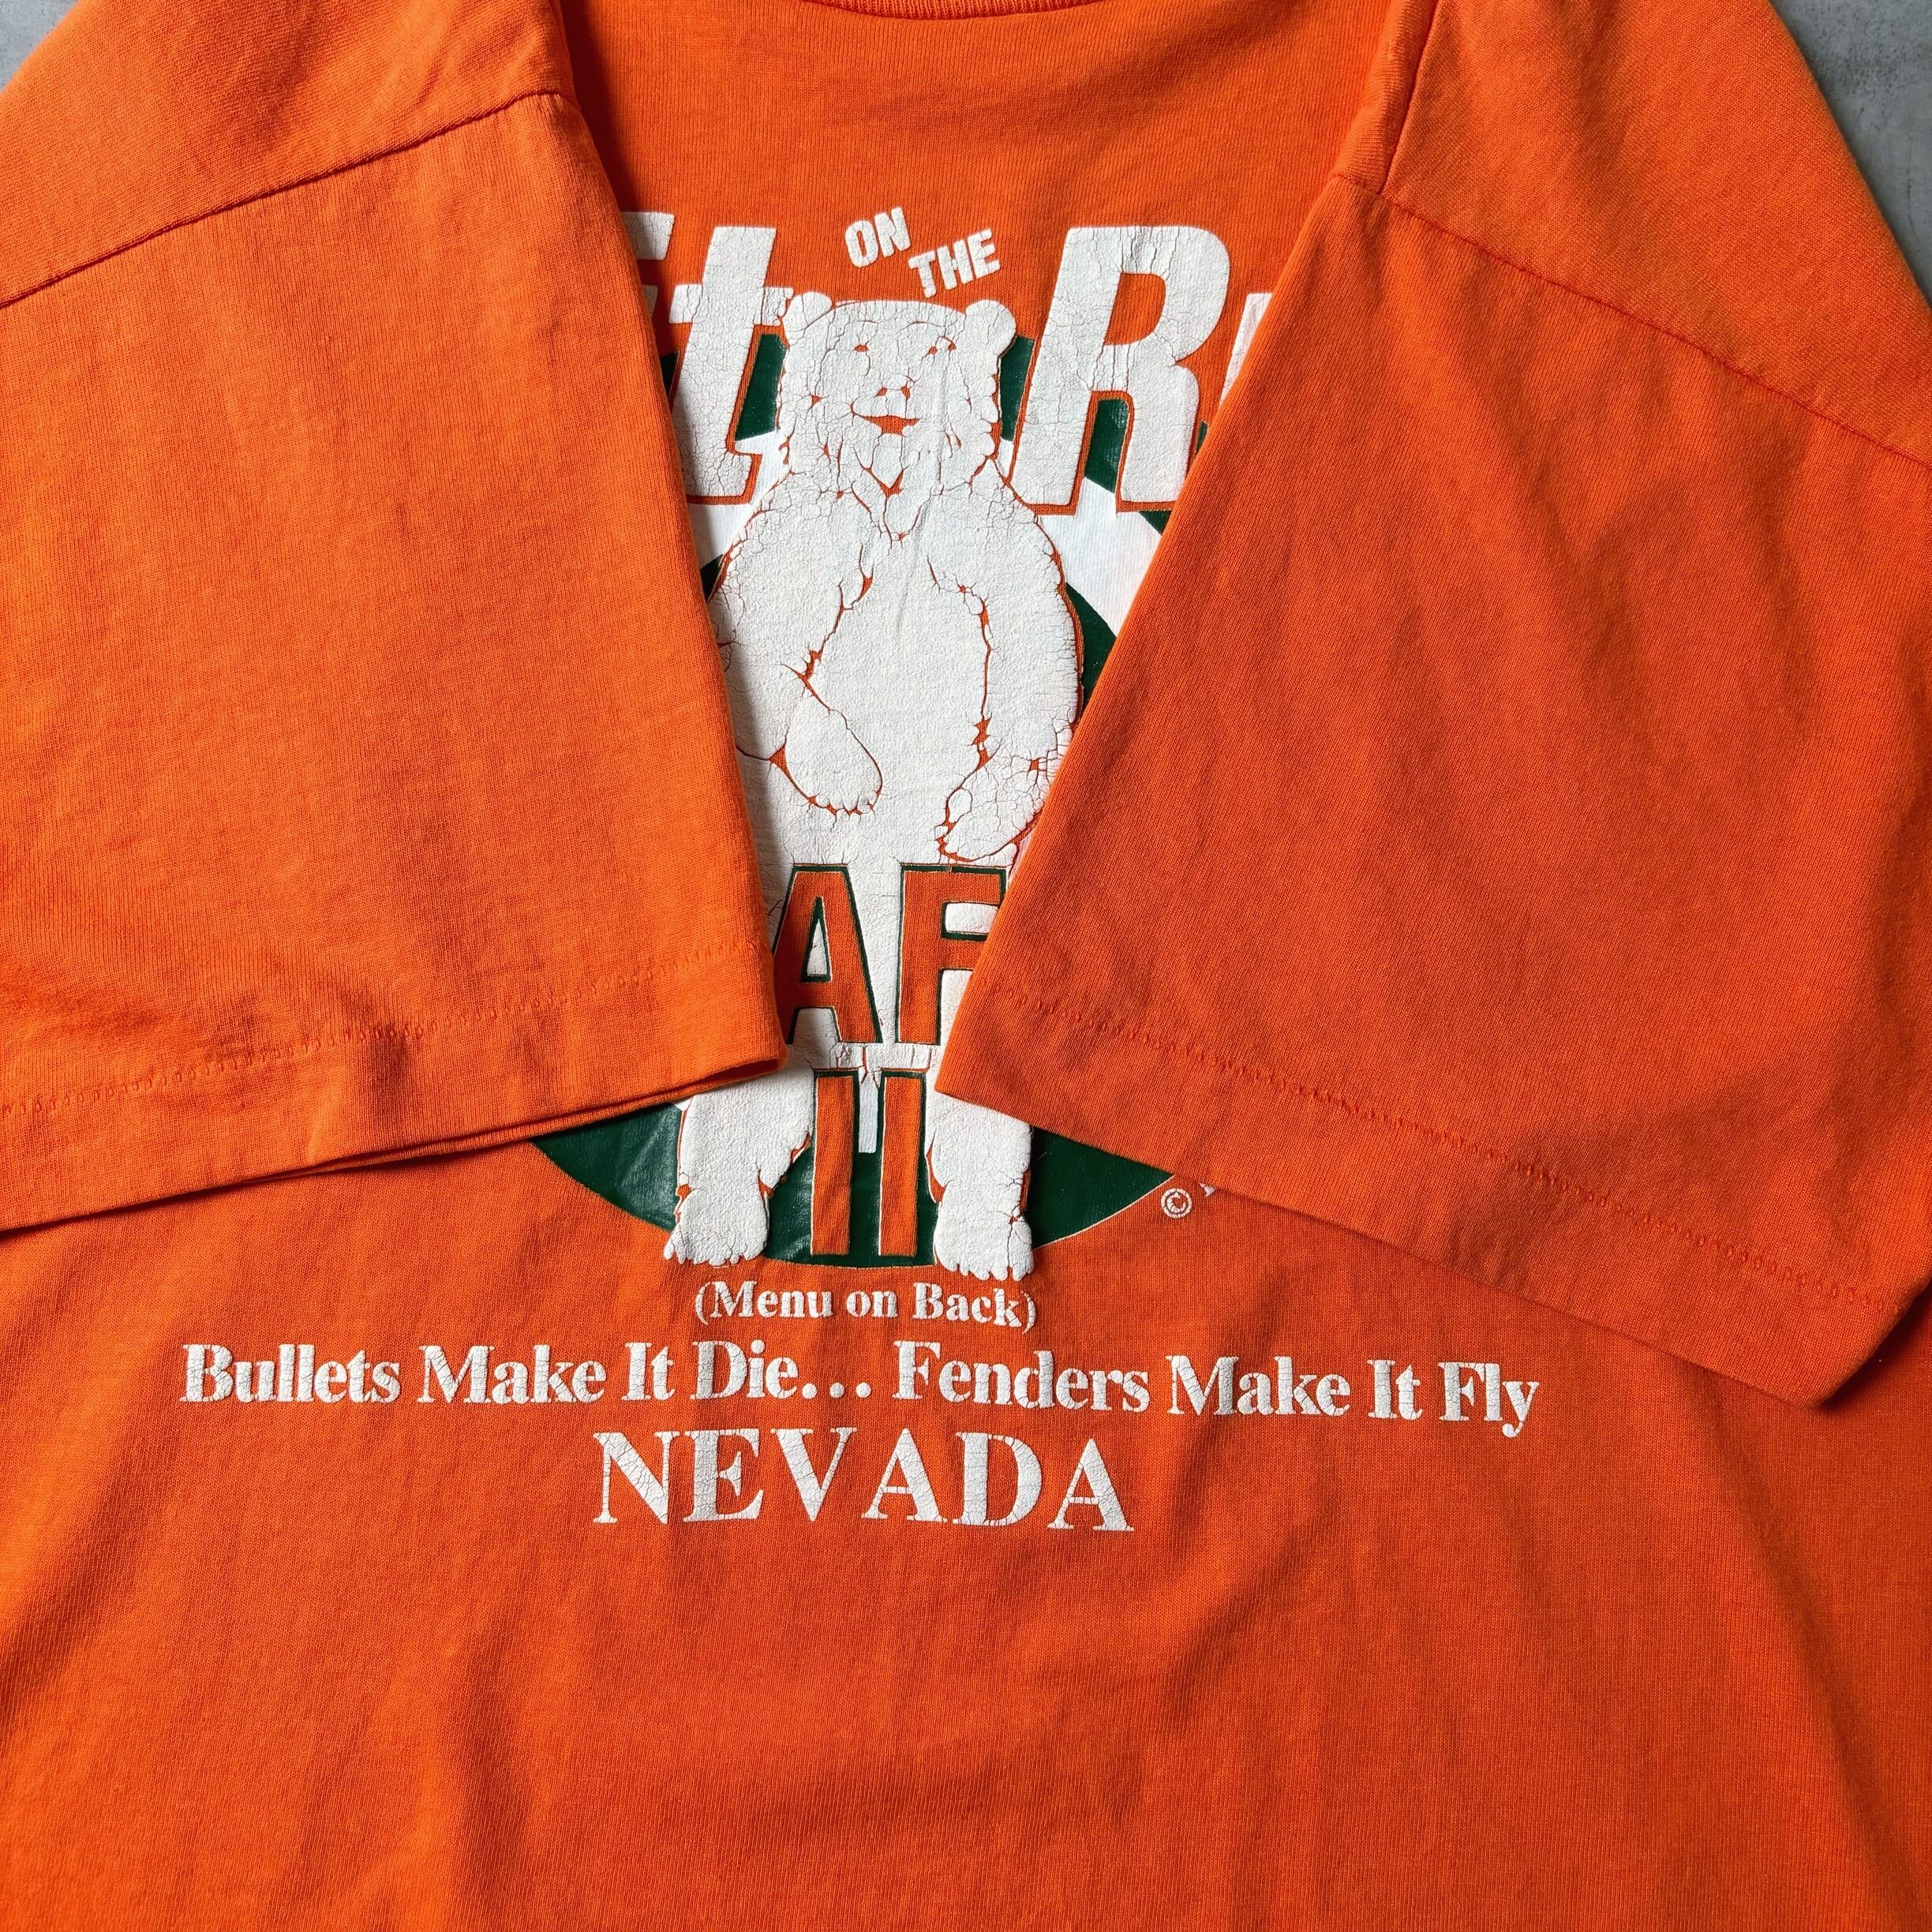 ON
THE
(Menu on Back)
Bullets Make It Die... Fenders Make It Fly
NEVADA